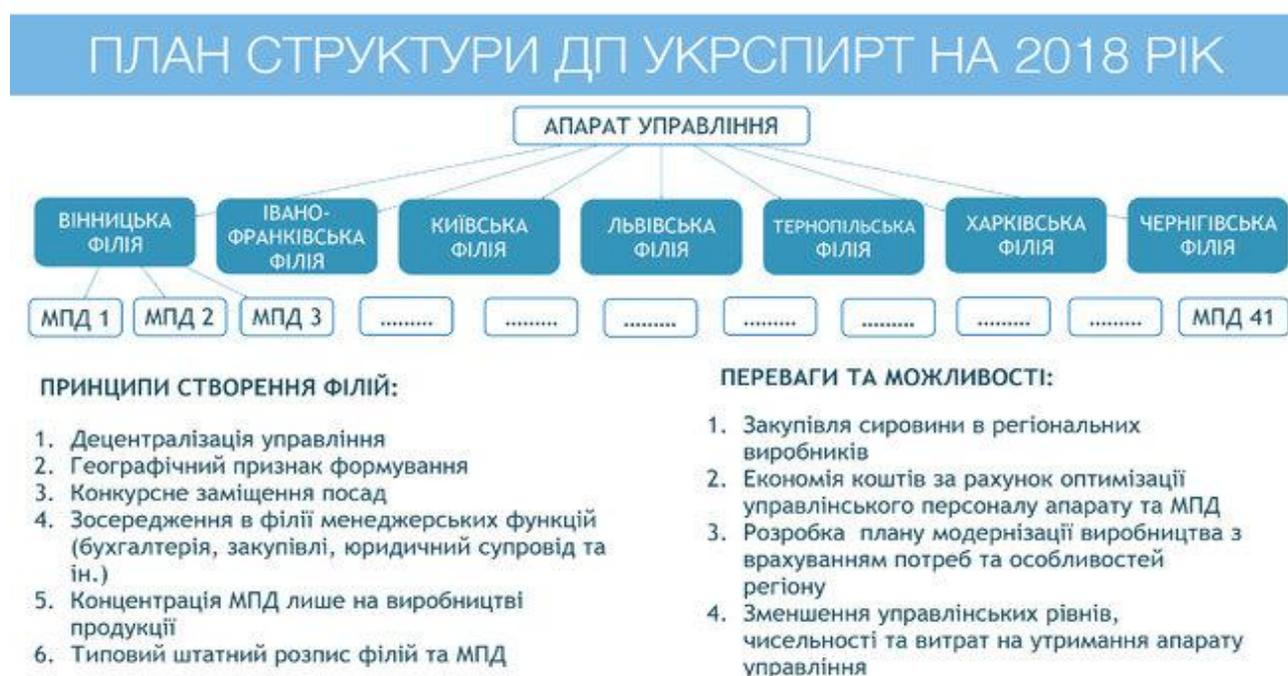 ПЛАН СТРУКТУРИ ДП УКРСПИРТ НА 2018 РІК
АПАРАТ УПРАВЛІННЯ
ВІННИЦЬКА
ФІЛІЯ
ІВАНО-
ФРАНКІВСЬКА
ФІЛІЯ
КИЇВСЬКА
ФІЛІЯ
ЛЬВІВСЬКА
ФІЛІЯ
ТЕРНОПІЛЬСЬКА
ФІЛІЯ
ХАРКІВСЬКА
ФІЛІЯ
ЧЕРНІГІВСЬКА
ФІЛІЯ
МПД 1
МПД 2
МПД 3
.........
.........
.........
.........
.........
.........
.........
МПД 41
ПРИНЦИПИ СТВОРЕННЯ ФІЛІЙ:
1. Децентралізація управління
2. Географічний признак формування
3. Конкурсне заміщення посад
4. Зосередження в філії менеджерських функцій
(бухгалтерія, закупівлі, юридичний супровід та
ін.)
5. Концентрація МПД лише на виробництві
продукції
6. Типовий штатний розпис філій та МПД
ПЕРЕВАГИ ТА МОЖЛИВОСТІ:
1. Закупівля сировини в регіональних
виробників
2. Економія коштів за рахунок оптимізації
управлінського персоналу апарату та МПД
3. Розробка плану модернізації виробництва з
врахуванням потреб та особливостей
регіону
4. Зменшення управлінських рівнів,
чисельності та витрат на утримання апарату
управління